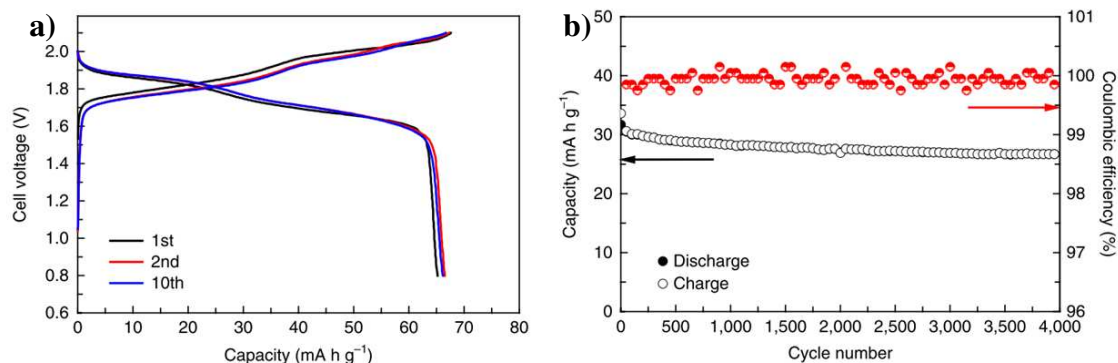 a)
Cell voltage (V)
2.0
1.8
1.6
1.4
1.2
1.0
0.8
0.6
1st
2nd
10th
0 10 20 30 40 50 60 70 80
Capacity (mA h g⁻¹)
b)
Capacity (mA h g⁻¹)
50
40
30
20
10
0
Discharge
Charge
0 500 1,000 1,500 2,000 2,500 3,000 3,500 4,000
Cycle number
101
100
99
98
97
96
Coulombic efficiency (%)